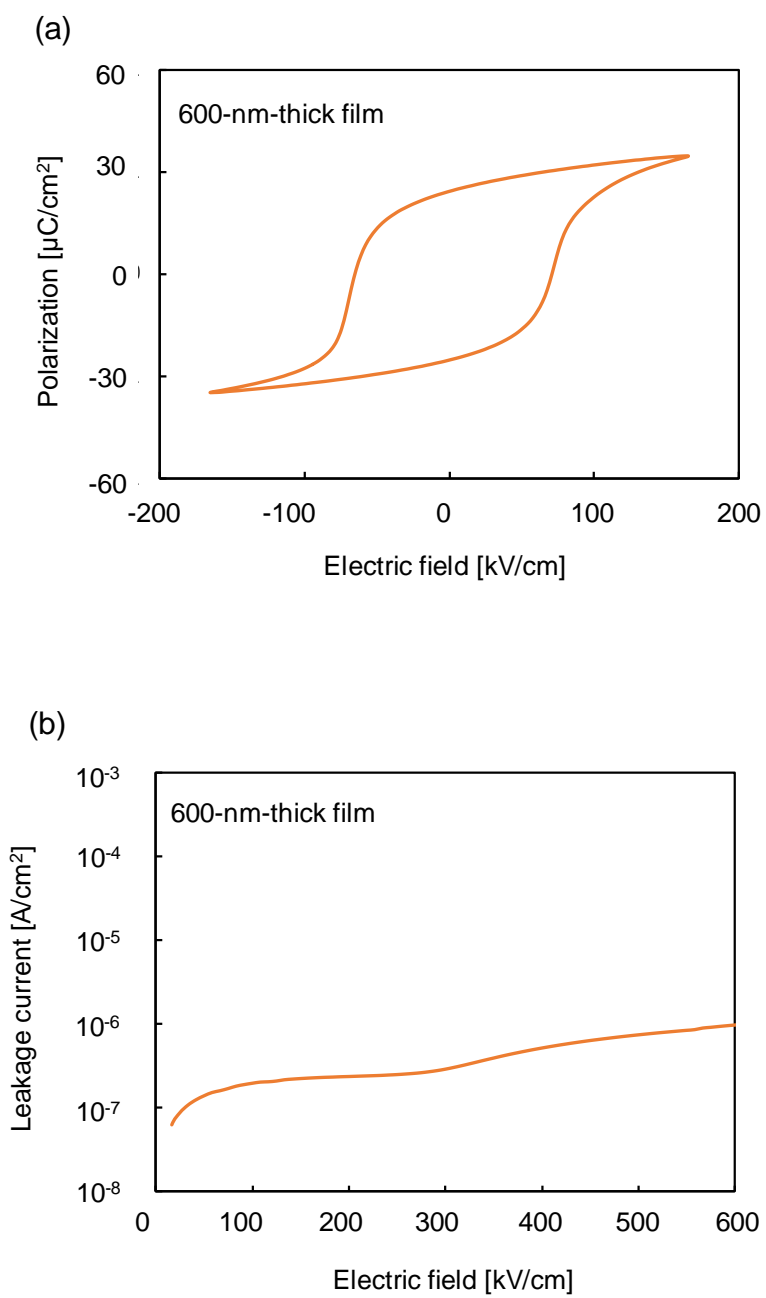 (a)
60
600-nm-thick film
30
0
-30
-60
-200 -100 0 100 200
Polarization [µC/cm²]
Electric field [kV/cm]
(b)
10⁻³
600-nm-thick film
10⁻⁴
10⁻⁵
10⁻⁶
10⁻⁷
10⁻⁸
0 100 200 300 400 500 600
Leakage current [A/cm²]
Electric field [kV/cm]